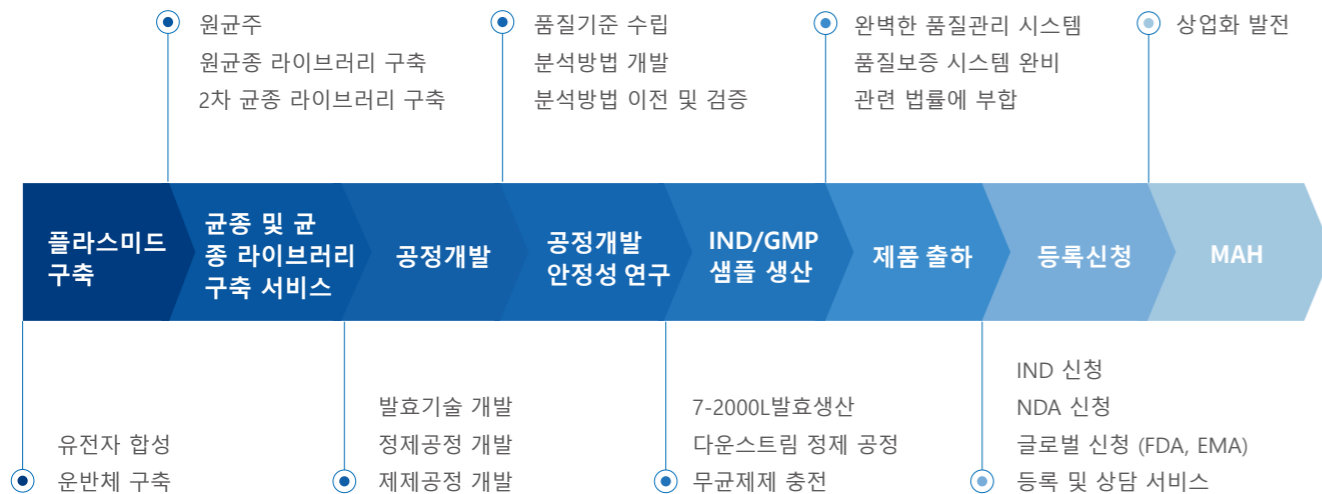 원균주
원균종 라이브러리 구축
2차 균종 라이브러리 구축
품질기준 수립
분석방법 개발
분석방법 이전 및 검증
완벽한 품질관리 시스템
품질보증 시스템 완비
관련 법률에 부합
상업화 발전
플라스미드
구축
균종 및 균
종 라이브러리
구축 서비스
공정개발
공정개발
안정성 연구
IND/GMP
샘플 생산
제품 출하
등록신청
MAH
유전자 합성
운반체 구축
발효기술 개발
정제공정 개발
제제공정 개발
7-2000L발효생산
다운스트림 정제 공정
무균제제 충전
IND 신청
NDA 신청
글로벌 신청 (FDA, EMA)
등록 및 상담 서비스